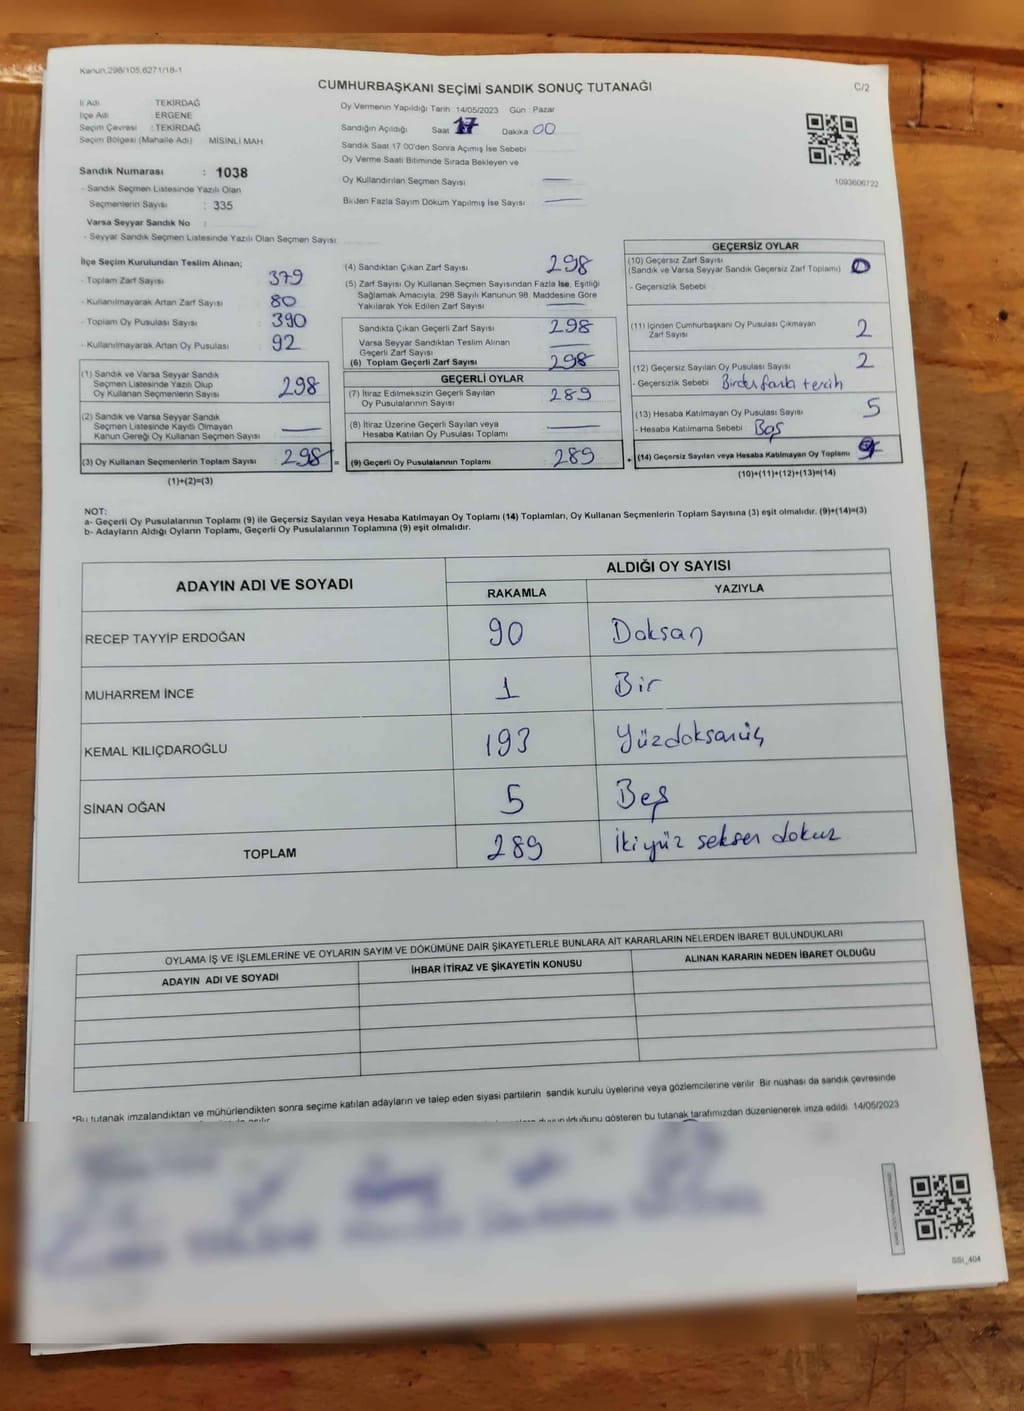 Kanun.298/105,6271/18-1
CUMHURBAŞKANI SEÇİMİ SANDIK SONUÇ TUTANAĞI
C/2
İl Adı TEKİRDAĞ
İlçe Adı ERGENE
Seçim Çevresi : TEKİRDAĞ
Seçim Bölgesi (Mahalle Adı) MİSİNLİ MAH
Sandık Numarası : 1038
- Sandık Seçmen Listesinde Yazılı Olan
Seçmenlerin Sayısı : 335
Varsa Seyyar Sandık No :
- Seyyar Sandık Seçmen Listesinde Yazılı Olan Seçmen Sayısı
Oy Vermenin Yapıldığı Tarih :14/05/2023 Gün : Pazar
Sandığın Açıldığı Saat 17 Dakika 00
Sandık Saat 17:00'den Sonra Açımış İse Sebebi
Oy Verme Saati Bitiminde Sırada Bekleyen ve
Oy Kullandırılan Seçmen Sayısı —
Birden Fazla Sayım Döküm Yapılmış İse Sayısı —
1093606722
İlçe Seçim Kurulundan Teslim Alınan;
- Toplam Zarf Sayısı : 379
- Kullanılmayarak Artan Zarf Sayısı : 80
- Toplam Oy Pusulası Sayısı : 390
- Kullanılmayarak Artan Oy Pusulası : 92
(1) Sandık ve Varsa Seyyar Sandık
Seçmen Listesinde Yazılı Olup
Oy Kullanan Seçmenlerin Sayısı 298
(2) Sandık ve Varsa Seyyar Sandık
Seçmen Listesinde Kayıtlı Olmayan
Kanun Gereği Oy Kullanan Seçmen Sayısı —
(3) Oy Kullanan Seçmenlerin Toplam Sayısı 298 =
(1)+(2)=(3)
(4) Sandıktan Çıkan Zarf Sayısı 298
(5) Zarf Sayısı Oy Kullanan Seçmen Sayısından Fazla İse, Eşitliği
Sağlamak Amacıyla, 298 Sayılı Kanunun 98. Maddesine Göre
Yakılarak Yok Edilen Zarf Sayısı —
Sandıkta Çıkan Geçerli Zarf Sayısı 298
Varsa Seyyar Sandıktan Teslim Alınan
Geçerli Zarf Sayısı —
(6) Toplam Geçerli Zarf Sayısı 298
GEÇERLİ OYLAR
(7) İtiraz Edilmeksizin Geçerli Sayılan
Oy Pusulalarının Sayısı 289
(8) İtiraz Üzerine Geçerli Sayılan veya
Hesaba Katılan Oy Pusulası Toplamı —
(9) Geçerli Oy Pusulalarının Toplamı 289 +
GEÇERSİZ OYLAR
(10) Geçersiz Zarf Sayısı
(Sandık ve Varsa Seyyar Sandık Geçersiz Zarf Toplamı) 0
- Geçersizlik Sebebi
(11) İçinden Cumhurbaşkanı Oy Pusulası Çıkmayan
Zarf Sayısı 2
(12) Geçersiz Sayılan Oy Pusulası Sayısı 2
- Geçersizlik Sebebi Birden fazla tercih
(13) Hesaba Katılmayan Oy Pusulası Sayısı 5
- Hesaba Katılmama Sebebi Boş
(14) Geçersiz Sayılan veya Hesaba Katılmayan Oy Toplamı 9
(10)+(11)+(12)+(13)=(14)
NOT:
a- Geçerli Oy Pusulalarının Toplamı (9) ile Geçersiz Sayılan veya Hesaba Katılmayan Oy Toplamı (14) Toplamları, Oy Kullanan Seçmenlerin Toplam Sayısına (3) eşit olmalıdır. (9)+(14)=(3)
b- Adayların Aldığı Oyların Toplamı, Geçerli Oy Pusulalarının Toplamına (9) eşit olmalıdır.
ADAYIN ADI VE SOYADI ALDIĞI OY SAYISI
RAKAMLA YAZIYLA
RECEP TAYYİP ERDOĞAN 90 Doksan
MUHARREM İNCE 1 Bir
KEMAL KILIÇDAROĞLU 193 Yüzdoksanüç
SİNAN OĞAN 5 Beş
TOPLAM 289 İkiyüz seksen dokuz
OYLAMA İŞ VE İŞLEMLERİNE VE OYLARIN SAYIM VE DÖKÜMÜNE DAİR ŞİKAYETLERLE BUNLARA AİT KARARLARIN NELERDEN İBARET BULUNDUKLARI
ADAYIN ADI VE SOYADI İHBAR İTİRAZ VE ŞİKAYETİN KONUSU ALINAN KARARIN NEDEN İBARET OLDUĞU
*Bu tutanak imzalandıktan ve mühürlendikten sonra seçime katılan adayların ve talep eden siyasi partilerin sandık kurulu üyelerine veya gözlemcilerine verilir. Bir nüshası da sandık çevresinde
duyurulduğunu gösteren bu tutanak tarafımızdan düzenlenerek imza edildi. 14/05/2023
SSI_404